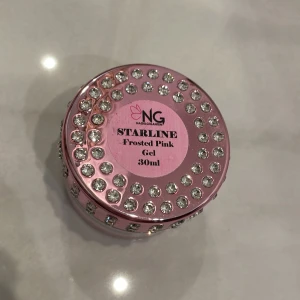 NG
STARLINE
Frosted Pink
Gel
30ml